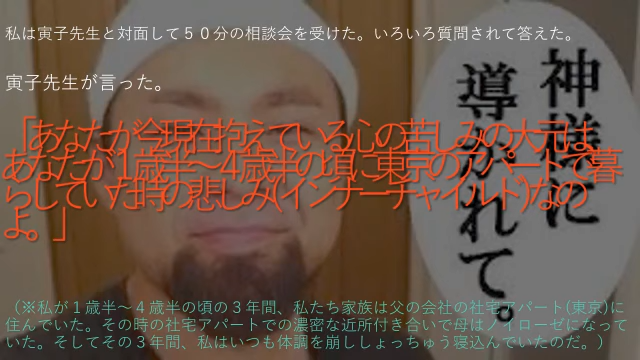 私は寅子先生と対面して５０分の相談会を受けた。いろいろ質問されて答えた。
寅子先生が言った。
「あなたが今現在抱えている心の苦しみの大元は
あなたが1歳半～4歳半の頃に東京のアパートで暮
らしていた時の悲しみ(インナーチャイルド)なの
よ。」
神様に
導かれて。
（※私が１歳半～４歳半の頃の３年間、私たち家族は父の会社の社宅アパート(東京)に
住んでいた。その時の社宅アパートでの濃密な近所付き合いで母はノイローゼになって
いた。そしてその３年間、私はいつも体調を崩ししょっちゅう寝込んでいたのだ。）